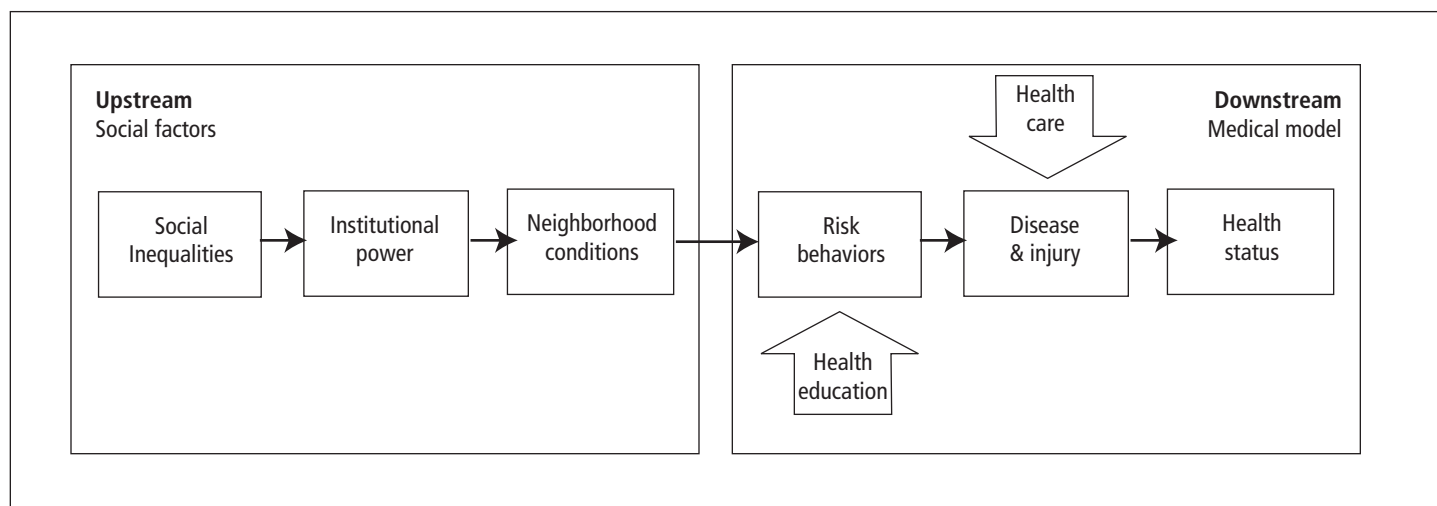 Upstream
Social factors
Social
Inequalities
Institutional
power
Neighborhood
conditions
Downstream
Medical model
Health
care
Risk
behaviors
Disease
& injury
Health
status
Health
education